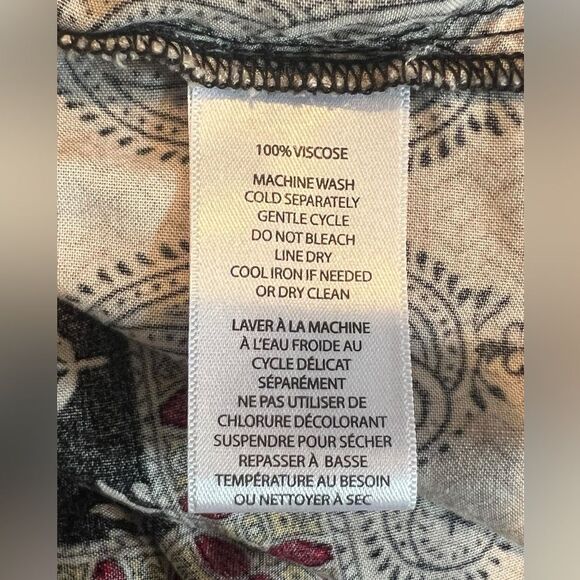 100% VISCOSE
MACHINE WASH
COLD SEPARATELY
GENTLE CYCLE
DO NOT BLEACH
LINE DRY
COOL IRON IF NEEDED
OR DRY CLEAN
LAVER À LA MACHINE
À L'EAU FROIDE AU
CYCLE DÉLICAT
SÉPARÉMENT
NE PAS UTILISER DE
CHLORURE DÉCOLORANT
SUSPENDRE POUR SÉCHER
REPASSER À BASSE
TEMPÉRATURE AU BESOIN
OU NETTOYER À SEC